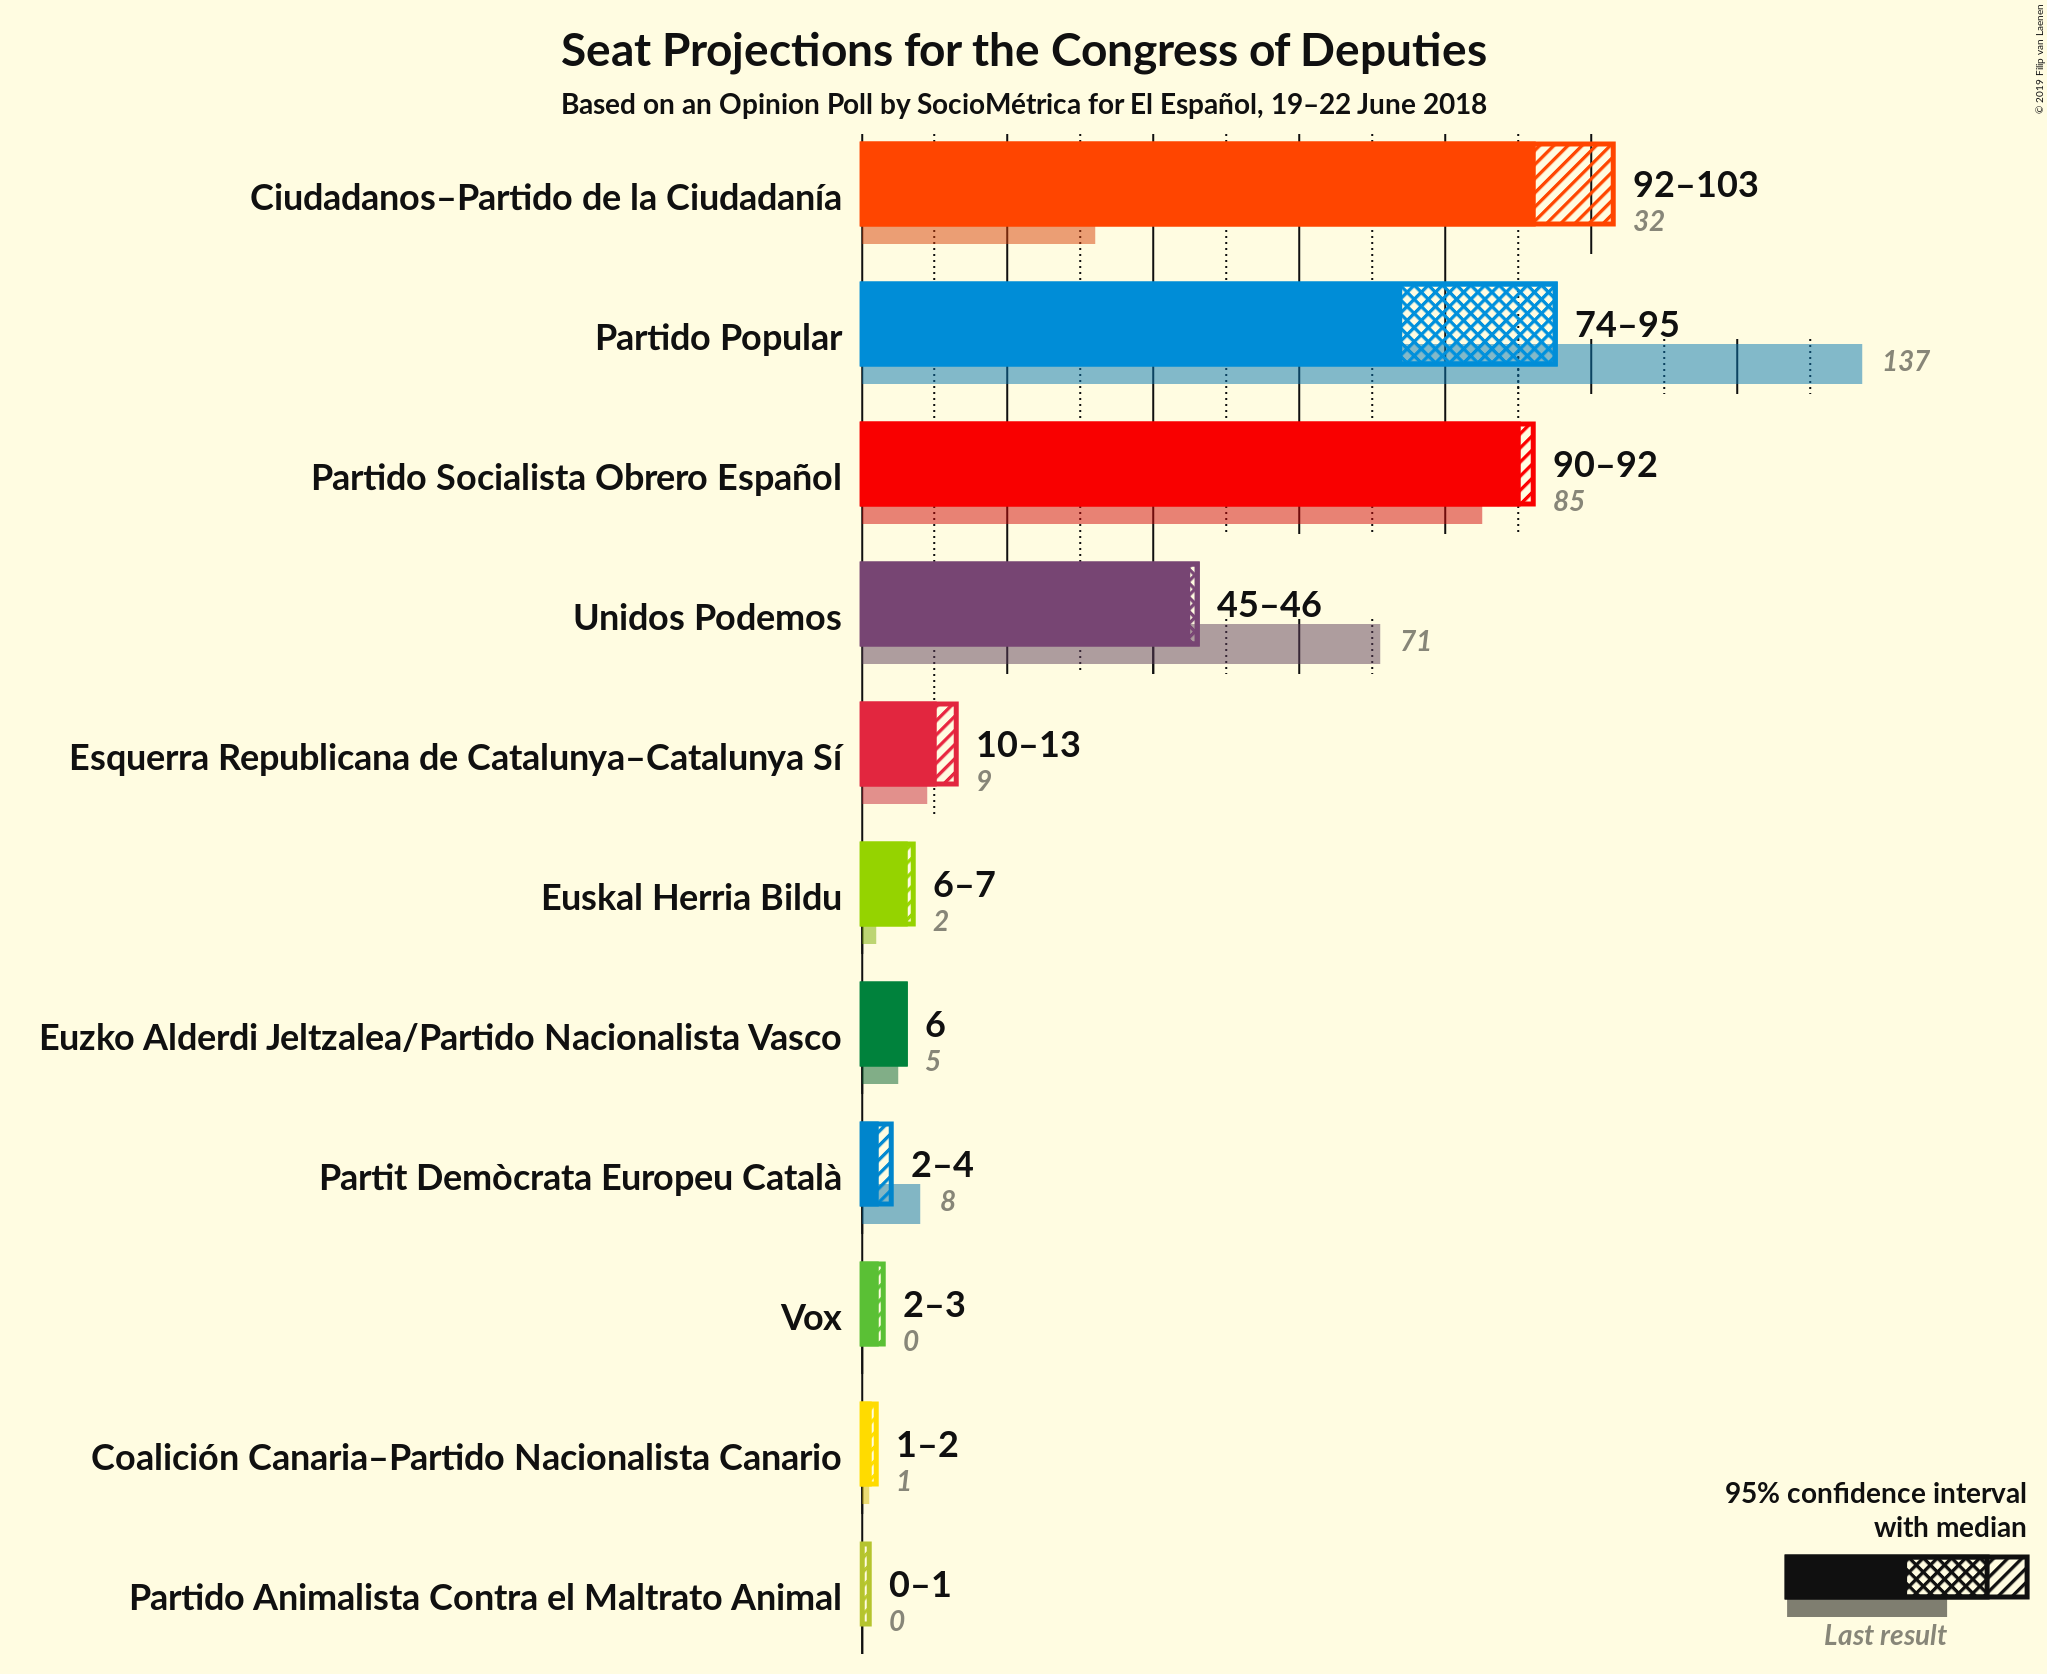 Seat Projections for the Congress of Deputies
Based on an Opinion Poll by SocioMétrica for El Español, 19–22 June 2018
© 2019 Filip van Laenen
Ciudadanos–Partido de la Ciudadanía
92–103
32
Partido Popular
74–95
137
Partido Socialista Obrero Español
90–92
85
Unidos Podemos
45–46
71
Esquerra Republicana de Catalunya–Catalunya Sí
10–13
9
Euskal Herria Bildu
6–7
2
Euzko Alderdi Jeltzalea/Partido Nacionalista Vasco
6
5
Partit Demòcrata Europeu Català
2–4
8
Vox
2–3
0
Coalición Canaria–Partido Nacionalista Canario
1–2
1
Partido Animalista Contra el Maltrato Animal
0–1
0
95% confidence interval
with median
Last result